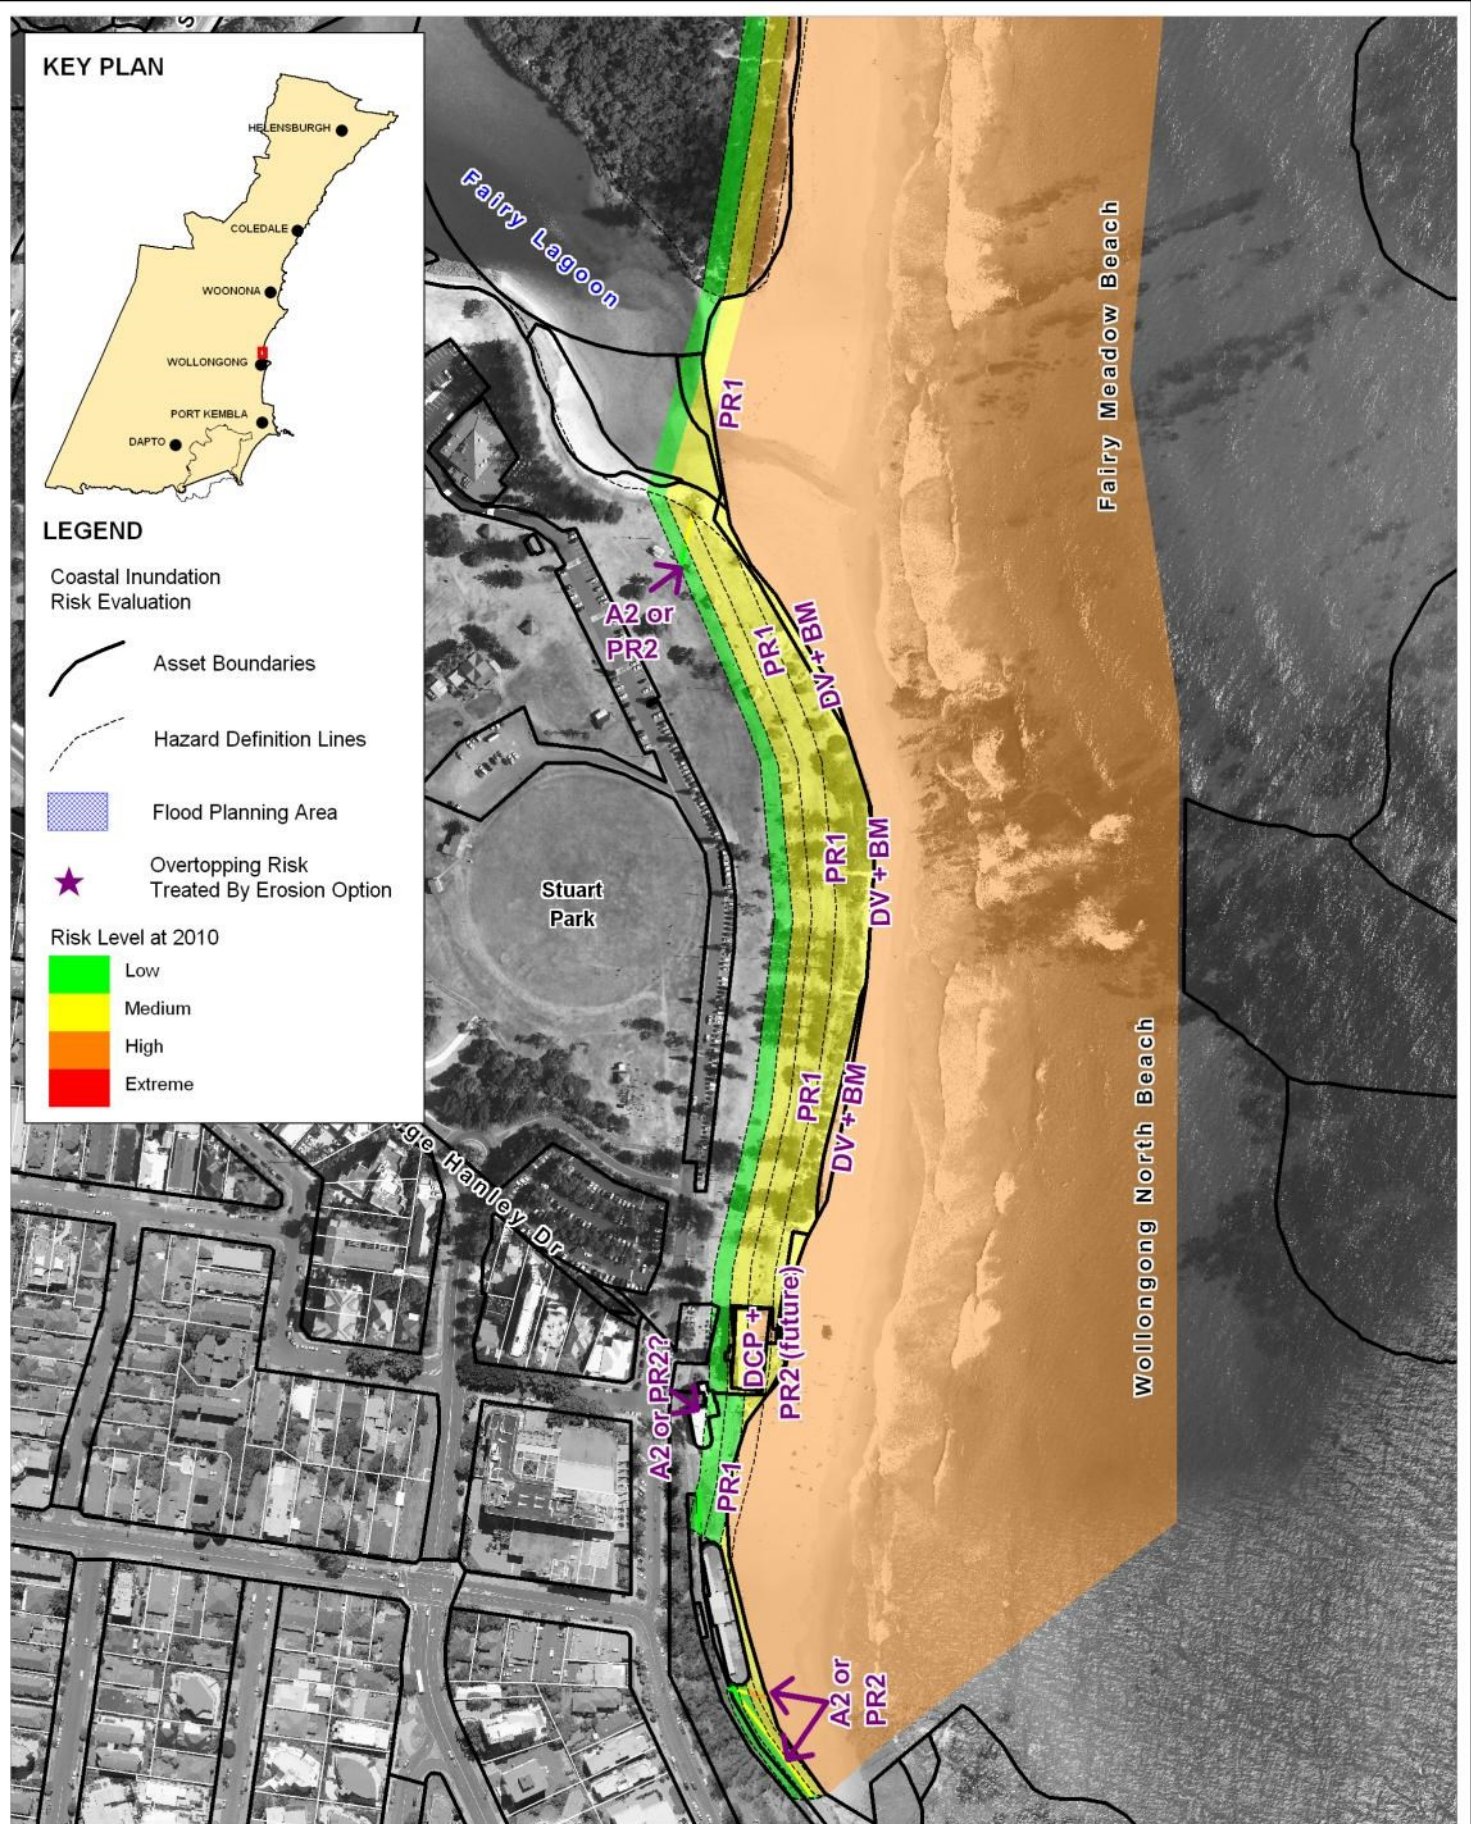 S
KEY PLAN
HELENSBURGH
COLEDALE
WOONONA
WOLLONGONG
PORT KEMBLA
DAPTO
LEGEND
Coastal Inundation
Risk Evaluation
Asset Boundaries
Hazard Definition Lines
Flood Planning Area
Overtopping Risk
Treated By Erosion Option
Risk Level at 2010
Low
Medium
High
Extreme
Fairy Lagoon
Fairy Meadow Beach
PR1
A2 or
PR2
PR1
DV + BM
Stuart
Park
PR1
DV + BM
PR1
DV + BM
Wollongong North Beach
ge Hanley Dr
DCP +
PR2 (future)
A2 or PR2?
PR1
A2 or
PR2